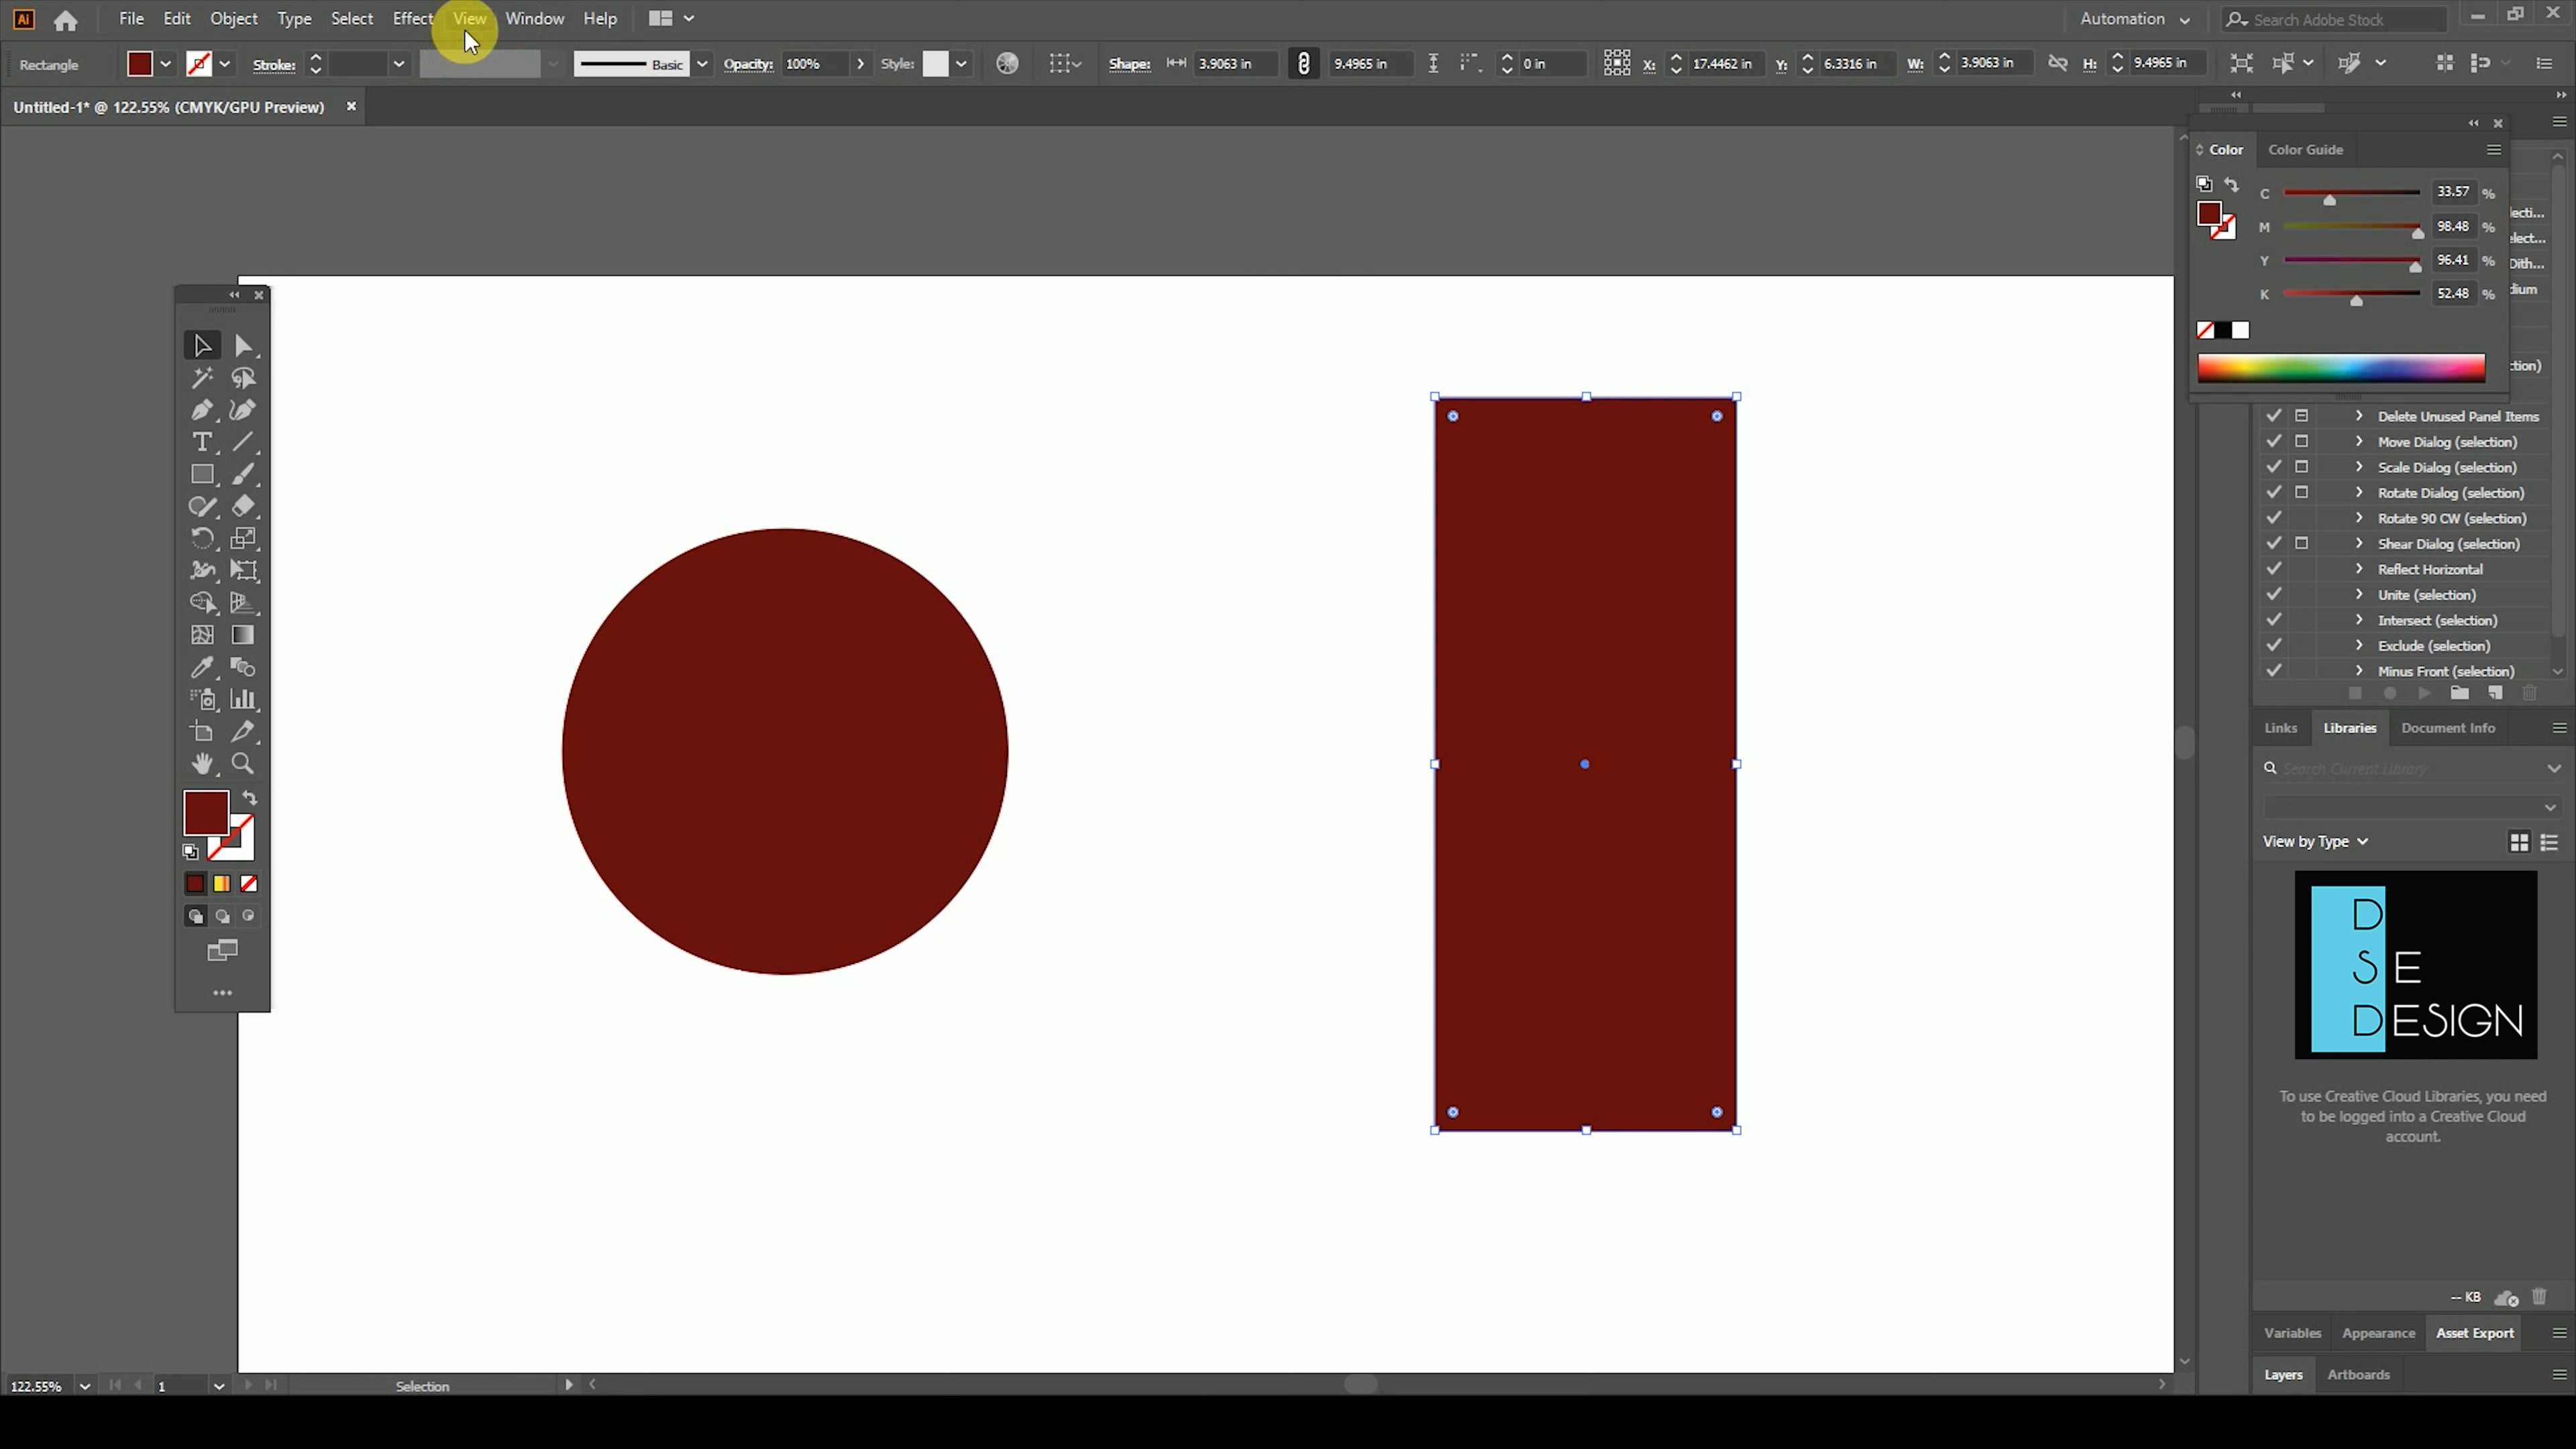 Ai File Edit Object Type Select Effect View Window Help Automation Search Adobe Stock
Rectangle Stroke: Basic Opacity: 100% Style: Shape: 3.9063 in 9.4965 in 0 in X: 17.4462 in Y: 6.3316 in W: 3.9063 in H: 9.4965 in
Untitled-1* @ 122.55% (CMYK/GPU Preview)
Color Color Guide
C 33.57 %
M 98.48 %
Y 96.41 %
K 52.48 %
Delete Unused Panel Items
Move Dialog (selection)
Scale Dialog (selection)
Rotate Dialog (selection)
Rotate 90 CW (selection)
Shear Dialog (selection)
Reflect Horizontal
Unite (selection)
Intersect (selection)
Exclude (selection)
Minus Front (selection)
Links Libraries Document Info
Search Current Library
View by Type
D
S E
DESIGN
To use Creative Cloud Libraries, you need
to be logged into a Creative Cloud
account.
-- KB
Variables Appearance Asset Export
Layers Artboards
122.55% 1 Selection